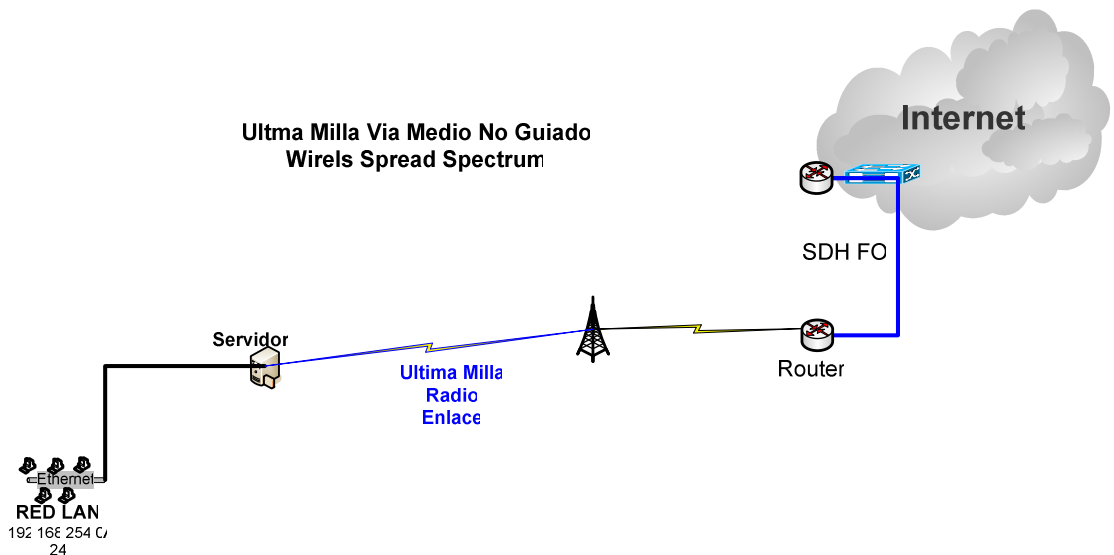 Ultma Milla Via Medio No Guiado
Wirels Spread Spectrum
Internet
SDH FO
Servidor
Router
Ultima Milla
Radio
Enlace
Ethernet
RED LAN
192 168 254 0/
24